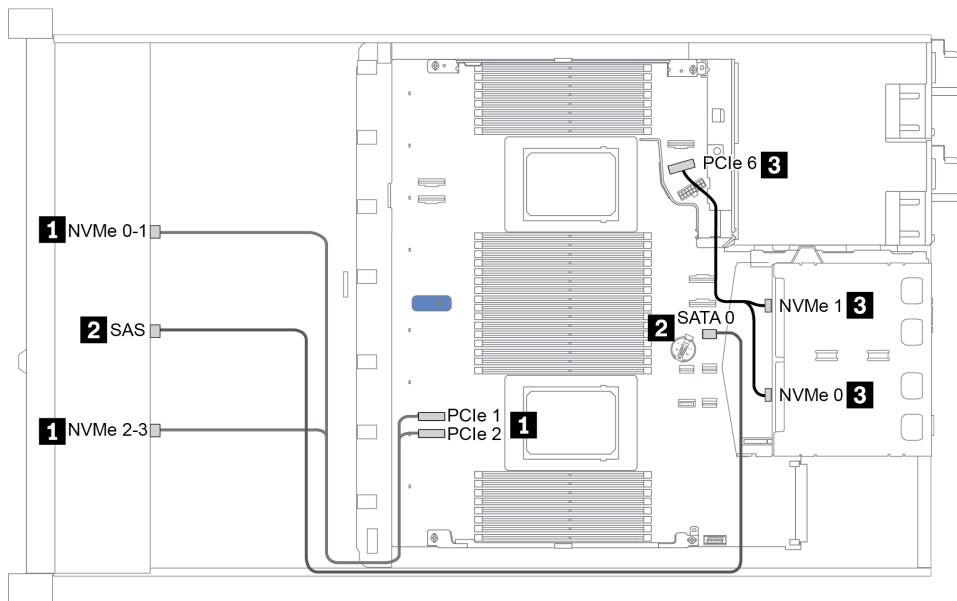 PCIe 6 3
1 NVMe 0-1
NVMe 1 3
2 SAS
2 SATA 0
NVMe 0 3
1 NVMe 2-3
PCIe 1
PCIe 2
1